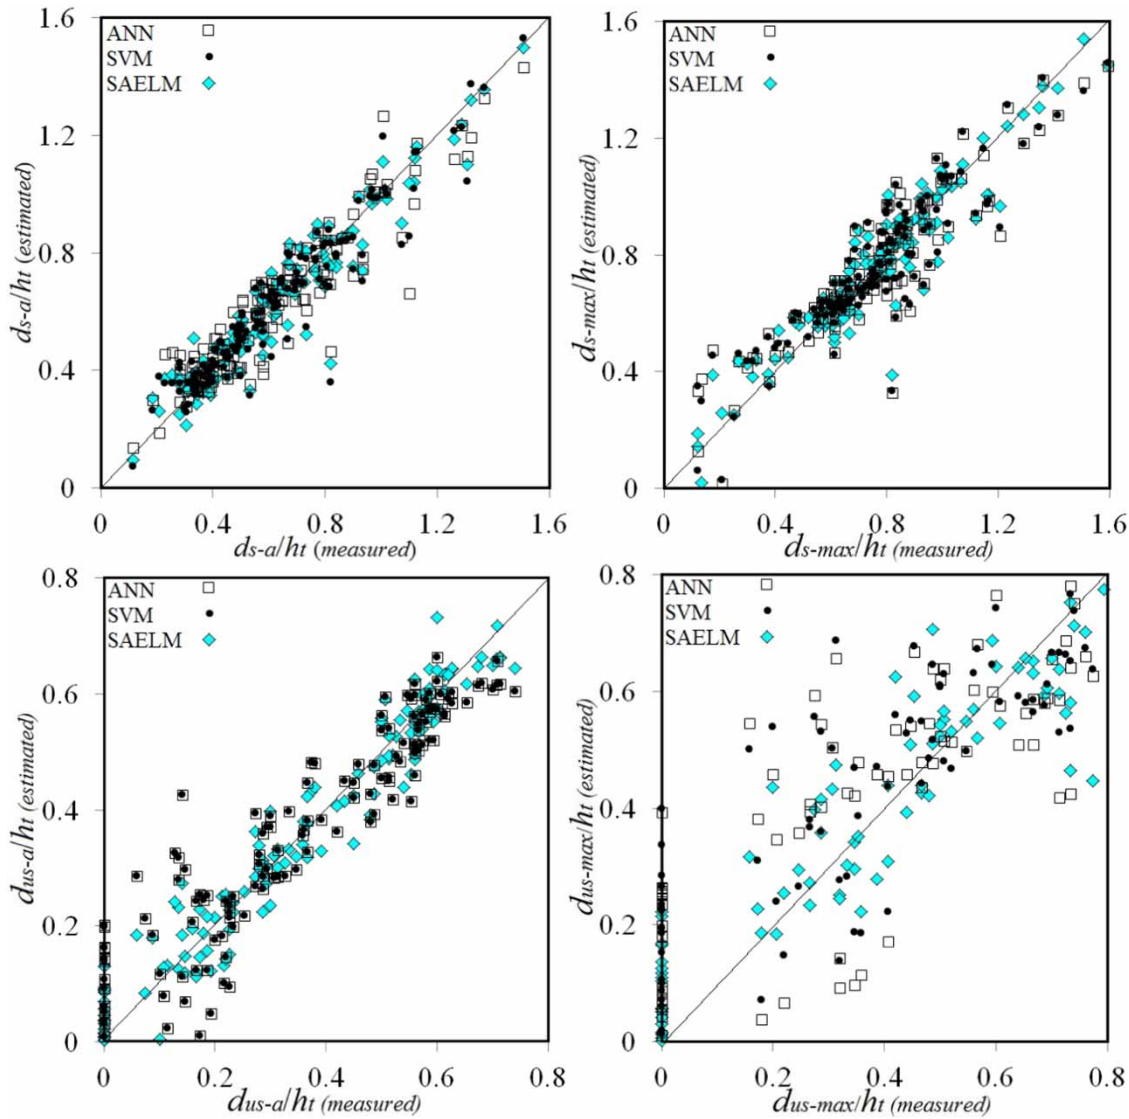 1.6
ANN
SVM
SAELM
1.2
0.8
0.4
0
0 0.4 0.8 1.2 1.6
ds-a/ht (estimated)
ds-a/ht (measured)
1.6
ANN
SVM
SAELM
1.2
0.8
0.4
0
0 0.4 0.8 1.2 1.6
ds-max/ht (estimated)
ds-max/ht (measured)
0.8
ANN
SVM
SAELM
0.6
0.4
0.2
0
0 0.2 0.4 0.6 0.8
dus-a/ht (estimated)
dus-a/ht (measured)
0.8
ANN
SVM
SAELM
0.6
0.4
0.2
0
0 0.2 0.4 0.6 0.8
dus-max/ht (estimated)
dus-max/ht (measured)